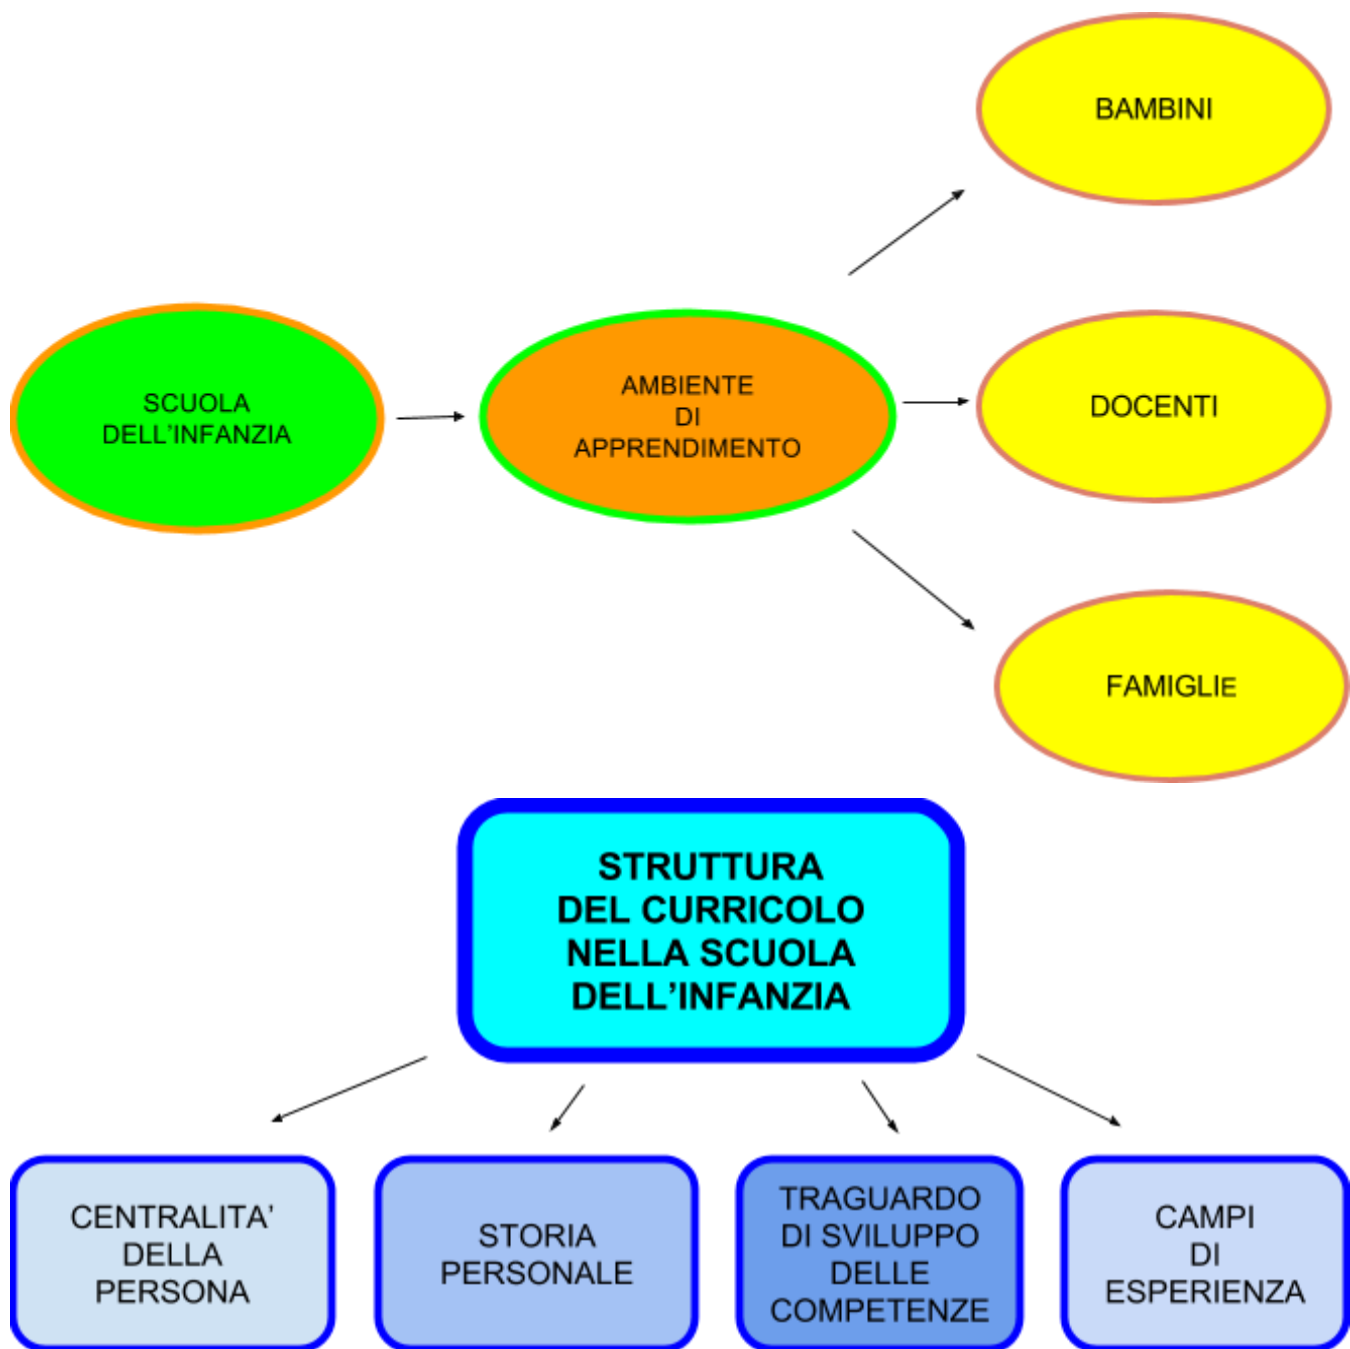 BAMBINI
SCUOLA
DELL'INFANZIA
AMBIENTE
DI
APPRENDIMENTO
DOCENTI
FAMIGLIE
STRUTTURA
DEL CURRICOLO
NELLA SCUOLA
DELL'INFANZIA
CENTRALITA'
DELLA
PERSONA
STORIA
PERSONALE
TRAGUARDO
DI SVILUPPO
DELLE
COMPETENZE
CAMPI
DI
ESPERIENZA